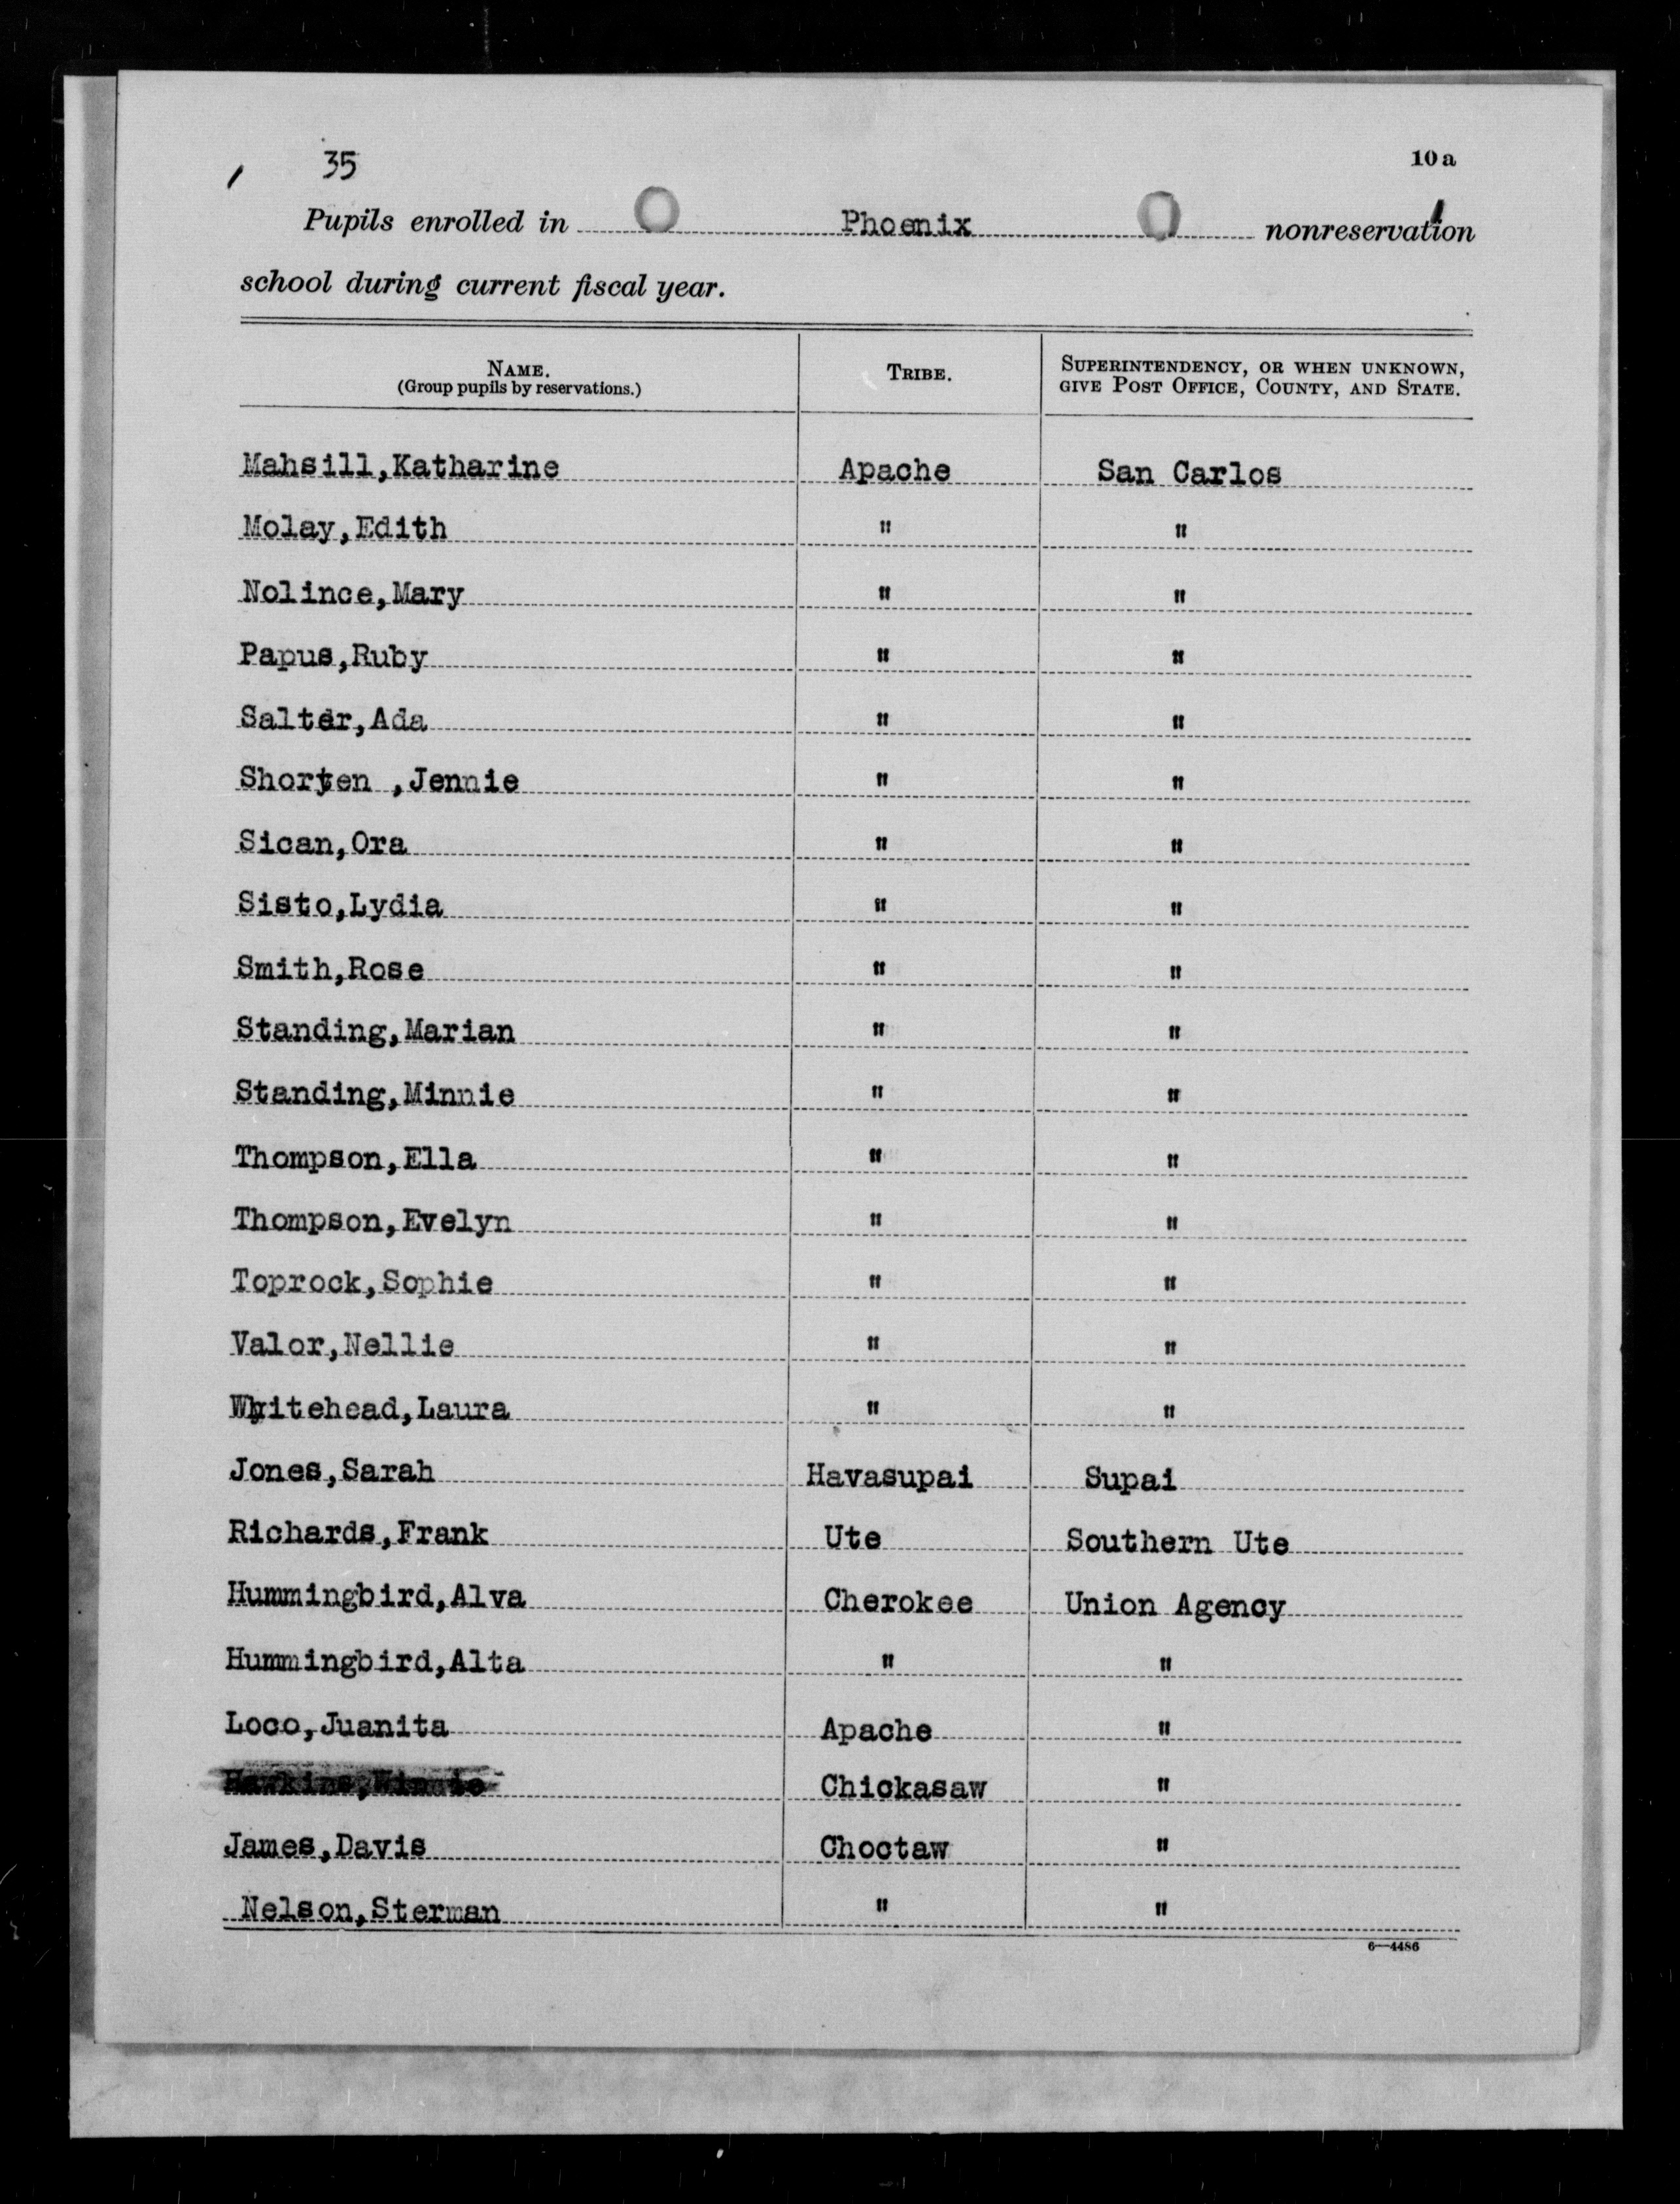 35
10 a
Pupils enrolled in Phoenix nonreservation
school during current fiscal year.
NAME.
(Group pupils by reservations.)
TRIBE.
SUPERINTENDENCY, OR WHEN UNKNOWN,
GIVE POST OFFICE, COUNTY, AND STATE.
Mahsill,Katharine Apache San Carlos
Molay,Edith " "
Nolince,Mary " "
Papus,Ruby " "
Salter,Ada " "
Shorten ,Jennie " "
Sican,Ora " "
Sisto,Lydia " "
Smith,Rose " "
Standing,Marian " "
Standing,Minnie " "
Thompson,Ella " "
Thompson,Evelyn " "
Toprock,Sophie " "
Valor,Nellie " "
Whitehead,Laura " "
Jones,Sarah Havasupai Supai
Richards,Frank Ute Southern Ute
Hummingbird,Alva Cherokee Union Agency
Hummingbird,Alta " "
Loco,Juanita Apache "
Chickasaw "
James,Davis Choctaw "
Nelson,Sterman " "
6—4486